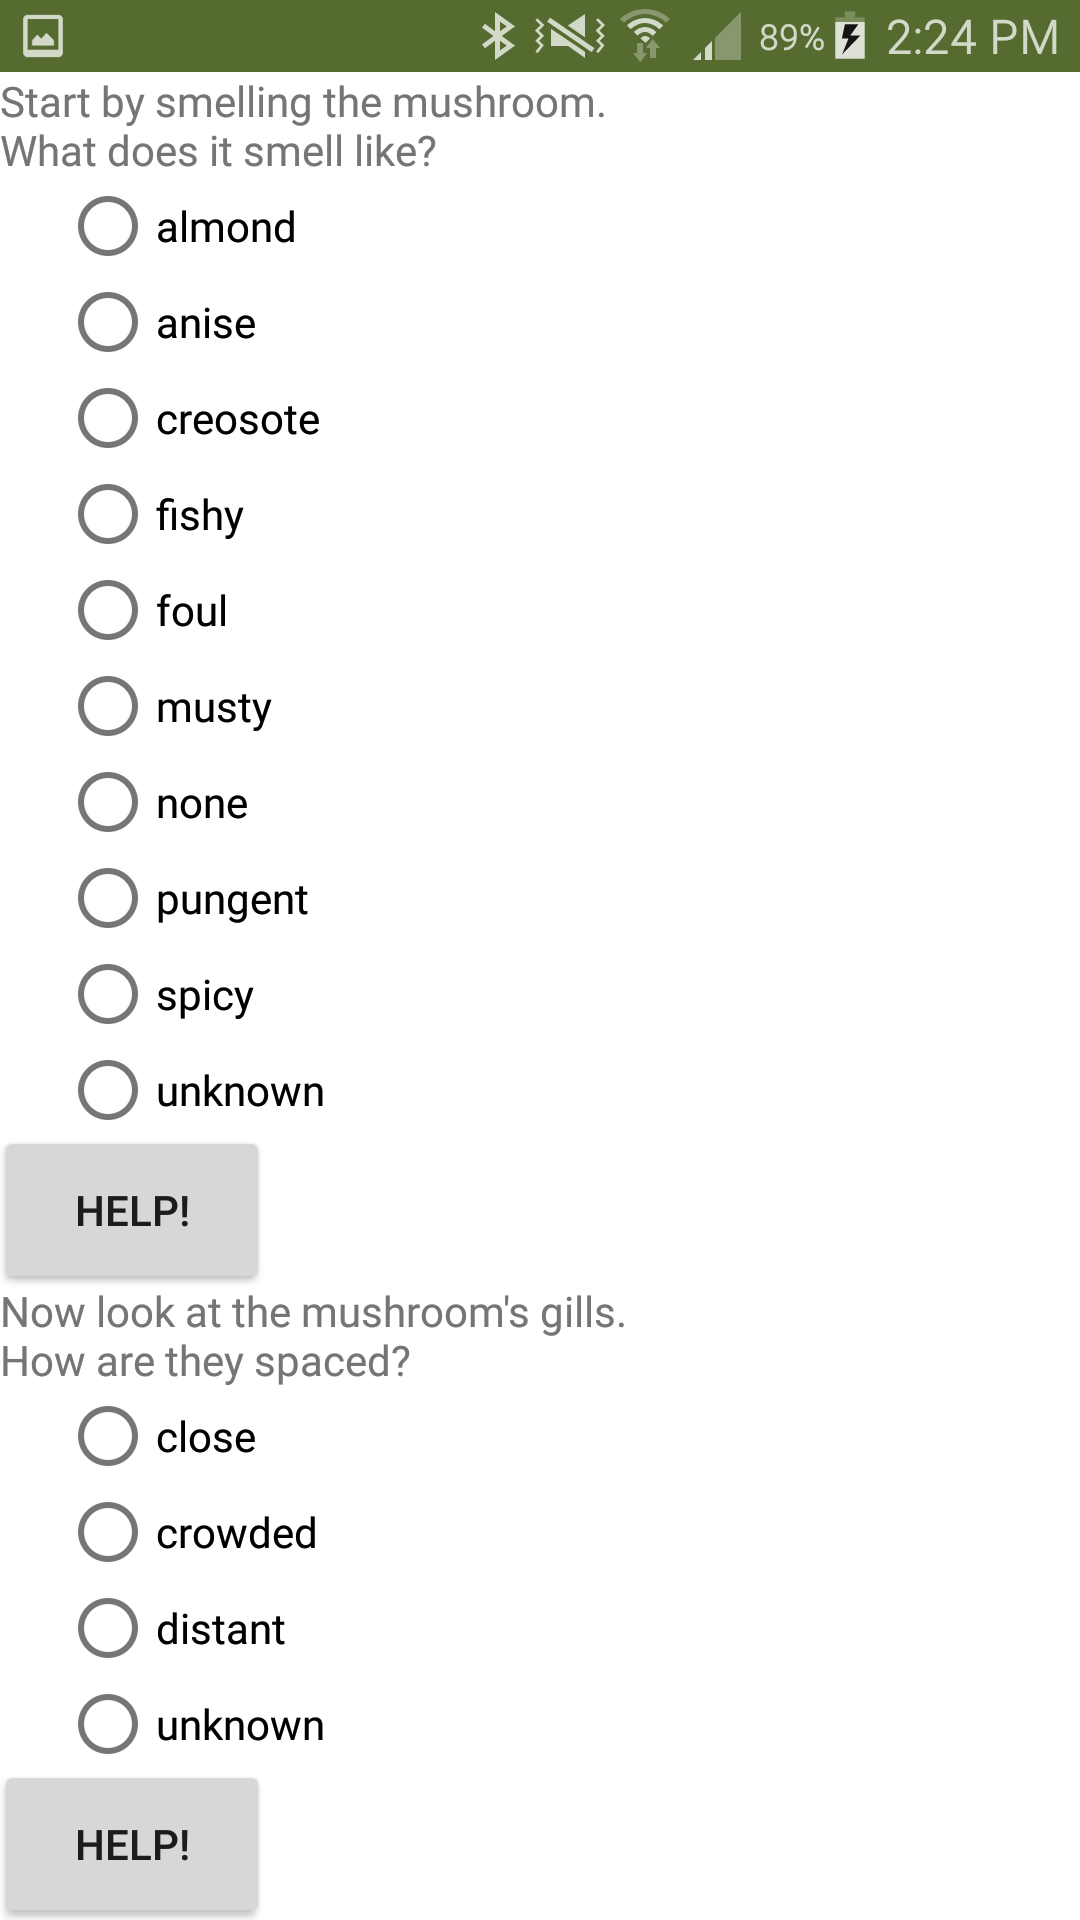 89% 2:24 PM
Start by smelling the mushroom.
What does it smell like?
almond
anise
creosote
fishy
foul
musty
none
pungent
spicy
unknown
HELP!
Now look at the mushroom's gills.
How are they spaced?
close
crowded
distant
unknown
HELP!